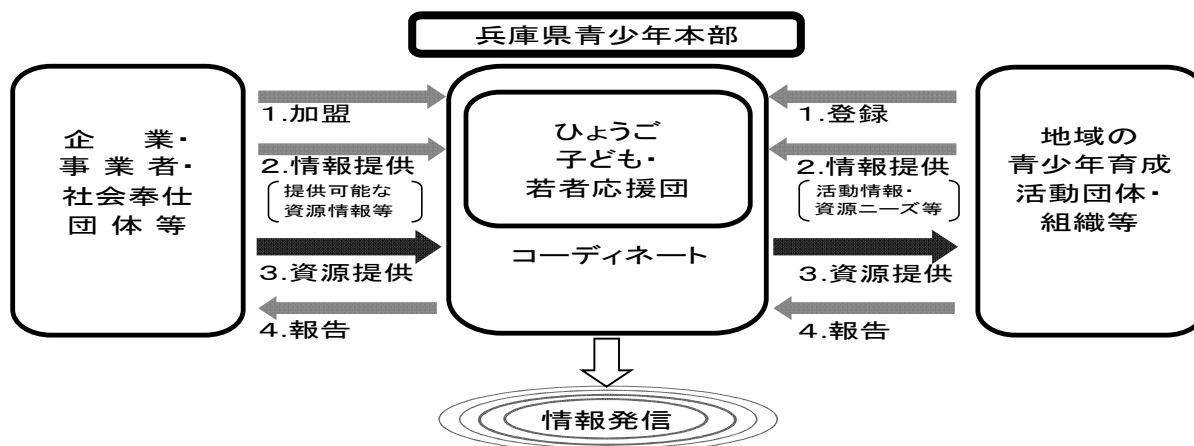 兵庫県青少年本部
企　業・
事業者・
社会奉仕
団体等
1.加盟
2.情報提供
提供可能な
資源情報等
3.資源提供
4.報告
ひょうご
子ども・
若者応援団
コーディネート
1.登録
2.情報提供
活動情報・
資源ニーズ等
3.資源提供
4.報告
地域の
青少年育成
活動団体・
組織等
情報発信